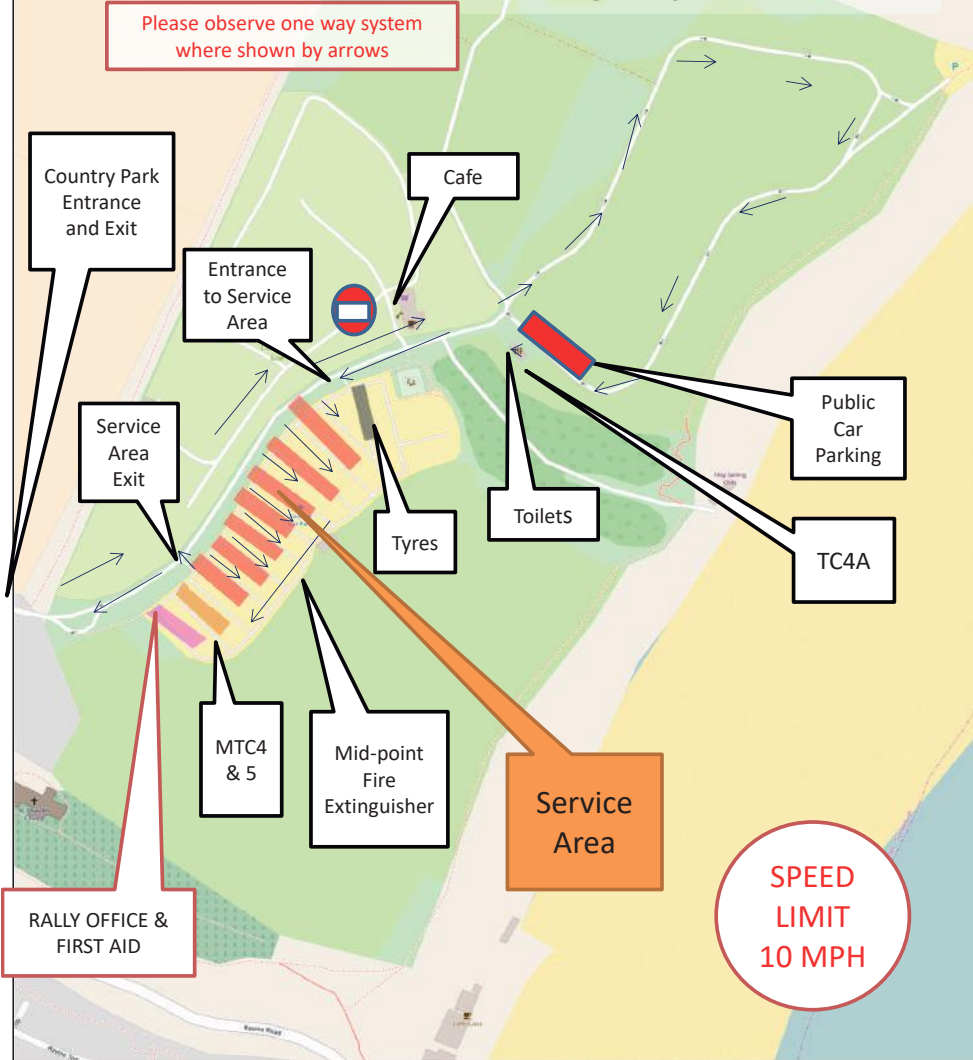 Please observe one way system
where shown by arrows
P
Country Park
Entrance
and Exit
Cafe
Entrance
to Service
Area
Service
Area
Exit
Public
Car
Parking
Tyres
Toilets
TC4A
MTC4
& 5
Mid-point
Fire
Extinguisher
Service
Area
RALLY OFFICE &
FIRST AID
SPEED
LIMIT
10 MPH